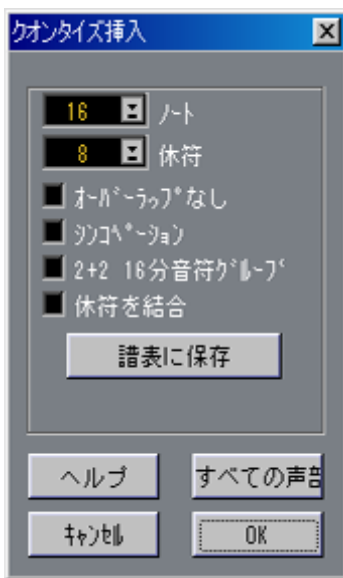 クオンタイズ挿入
16 ノート
8 休符
ｵｰﾊﾞｰﾗｯﾌﾟなし
ｼﾝｺﾍﾟｰｼｮﾝ
2+2 16分音符ｸﾞﾙｰﾌﾟ
休符を結合
譜表に保存
ヘルプ すべての声部
ｷｬﾝｾﾙ OK